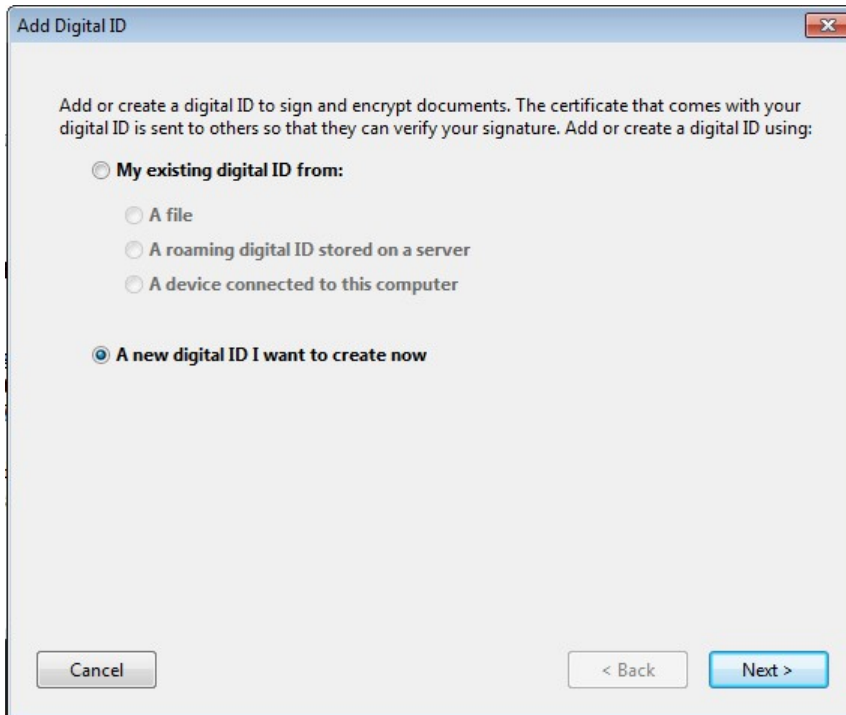 Add Digital ID
Add or create a digital ID to sign and encrypt documents. The certificate that comes with your
digital ID is sent to others so that they can verify your signature. Add or create a digital ID using:
My existing digital ID from:
A file
A roaming digital ID stored on a server
A device connected to this computer
A new digital ID I want to create now
Cancel
< Back
Next >